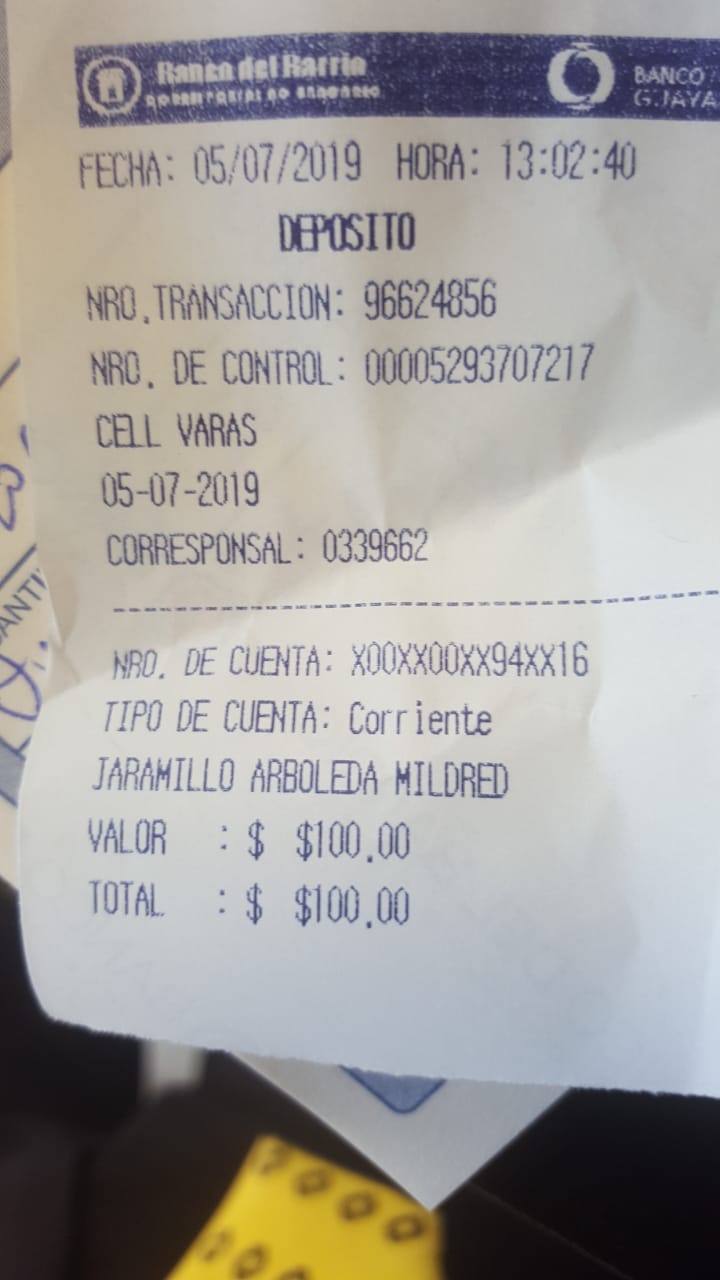 Banco del Barrio
BANCO
FECHA: 05/07/2019 HORA: 13:02:40
DEPOSITO
NRO.TRANSACCION: 96624856
NRO. DE CONTROL: 00005293707217
CELL VARAS
05-07-2019
CORRESPONSAL: 0339662
NRO. DE CUENTA: X00XX00XX94XX16
TIPO DE CUENTA: Corriente
JARAMILLO ARBOLEDA MILDRED
VALOR : $ $100.00
TOTAL : $ $100.00